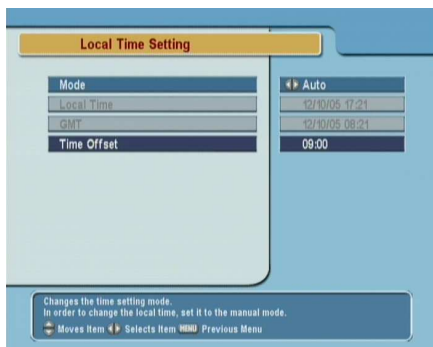 Local Time Setting
Mode Auto
Local Time 12/10/05 17:21
GMT 12/10/05 08:21
Time Offset 09:00
Changes the time setting mode.
In order to change the local time, set it to the manual mode.
Moves Item Selects Item MENU Previous Menu